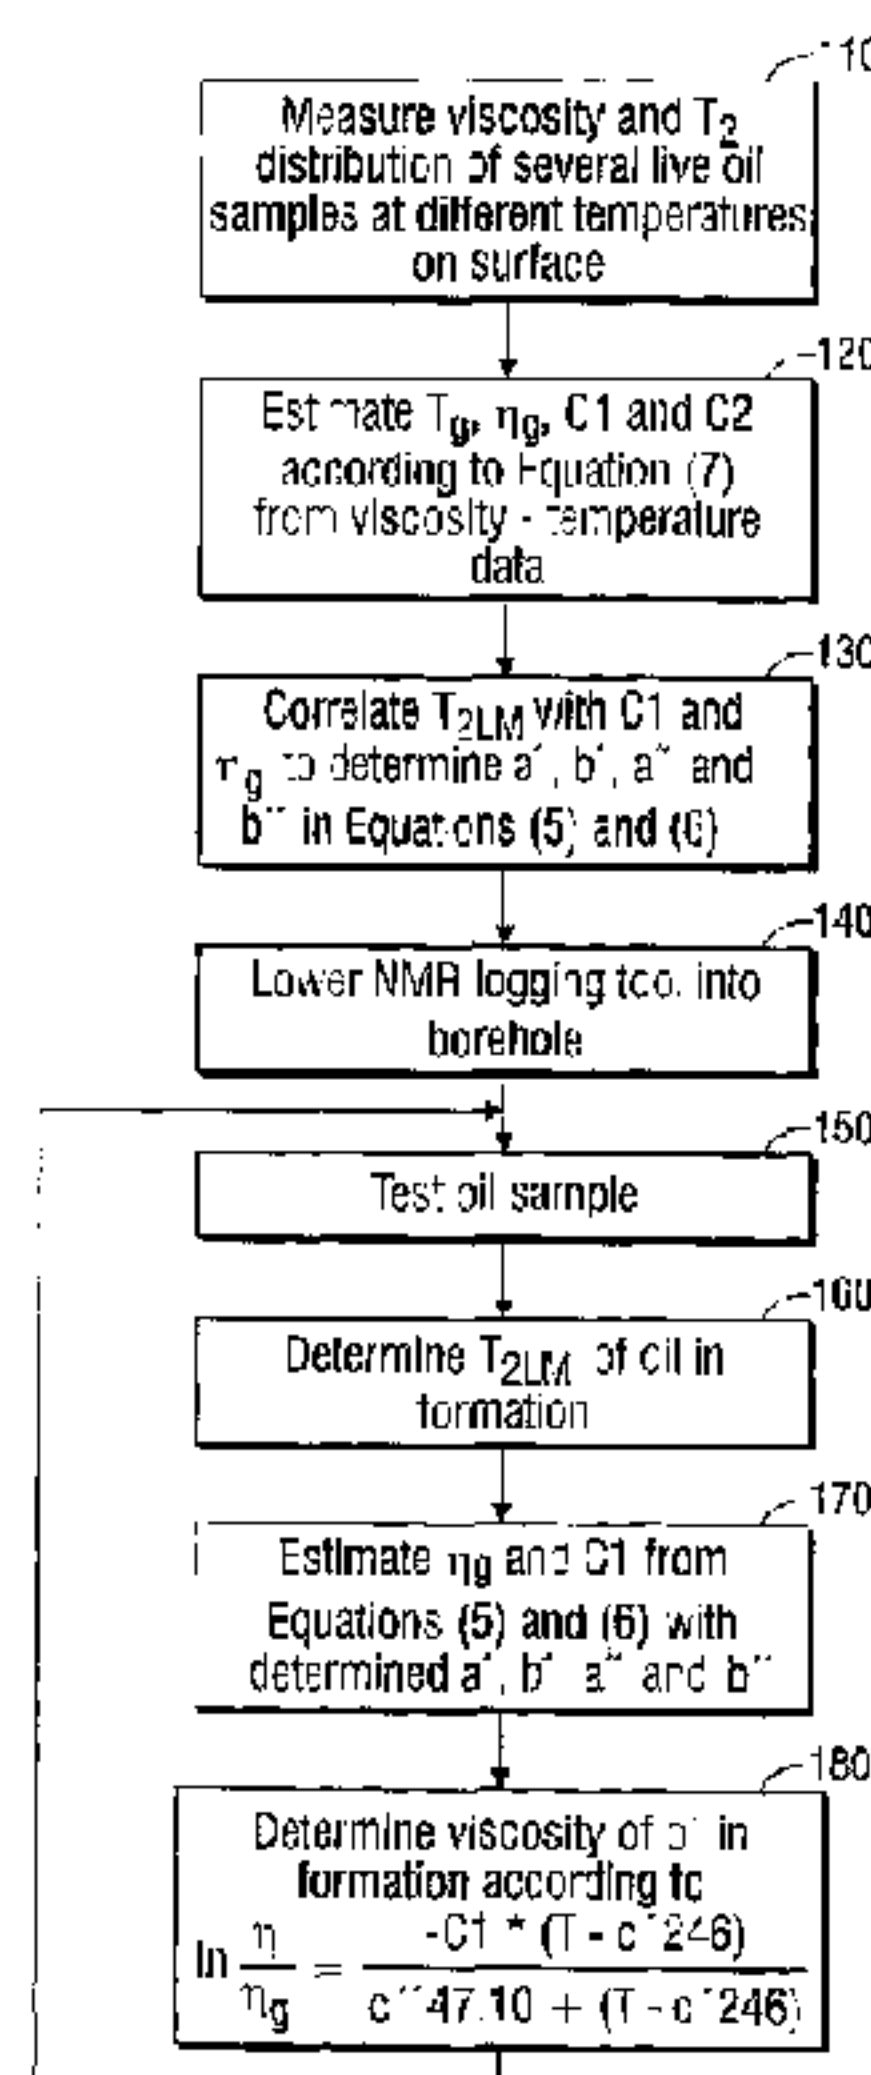 110
Measure viscosity and T2
distribution of several live oil
samples at different temperatures
on surface
120
Estimate Tg, ηg, C1 and C2
according to Equation (7)
from viscosity - temperature
data
130
Correlate T2LM with C1 and
ηg to determine a', b', a" and
b" in Equations (5) and (6)
140
Lower NMR logging tool into
borehole
150
Test oil sample
160
Determine T2LM of oil in
formation
170
Estimate ηg and C1 from
Equations (5) and (6) with
determined a', b' a" and b"
180
Determine viscosity of oil in
formation according to
ln η/ηg = -C1 * (T - c'246) / c"47.10 + (T - c'246)